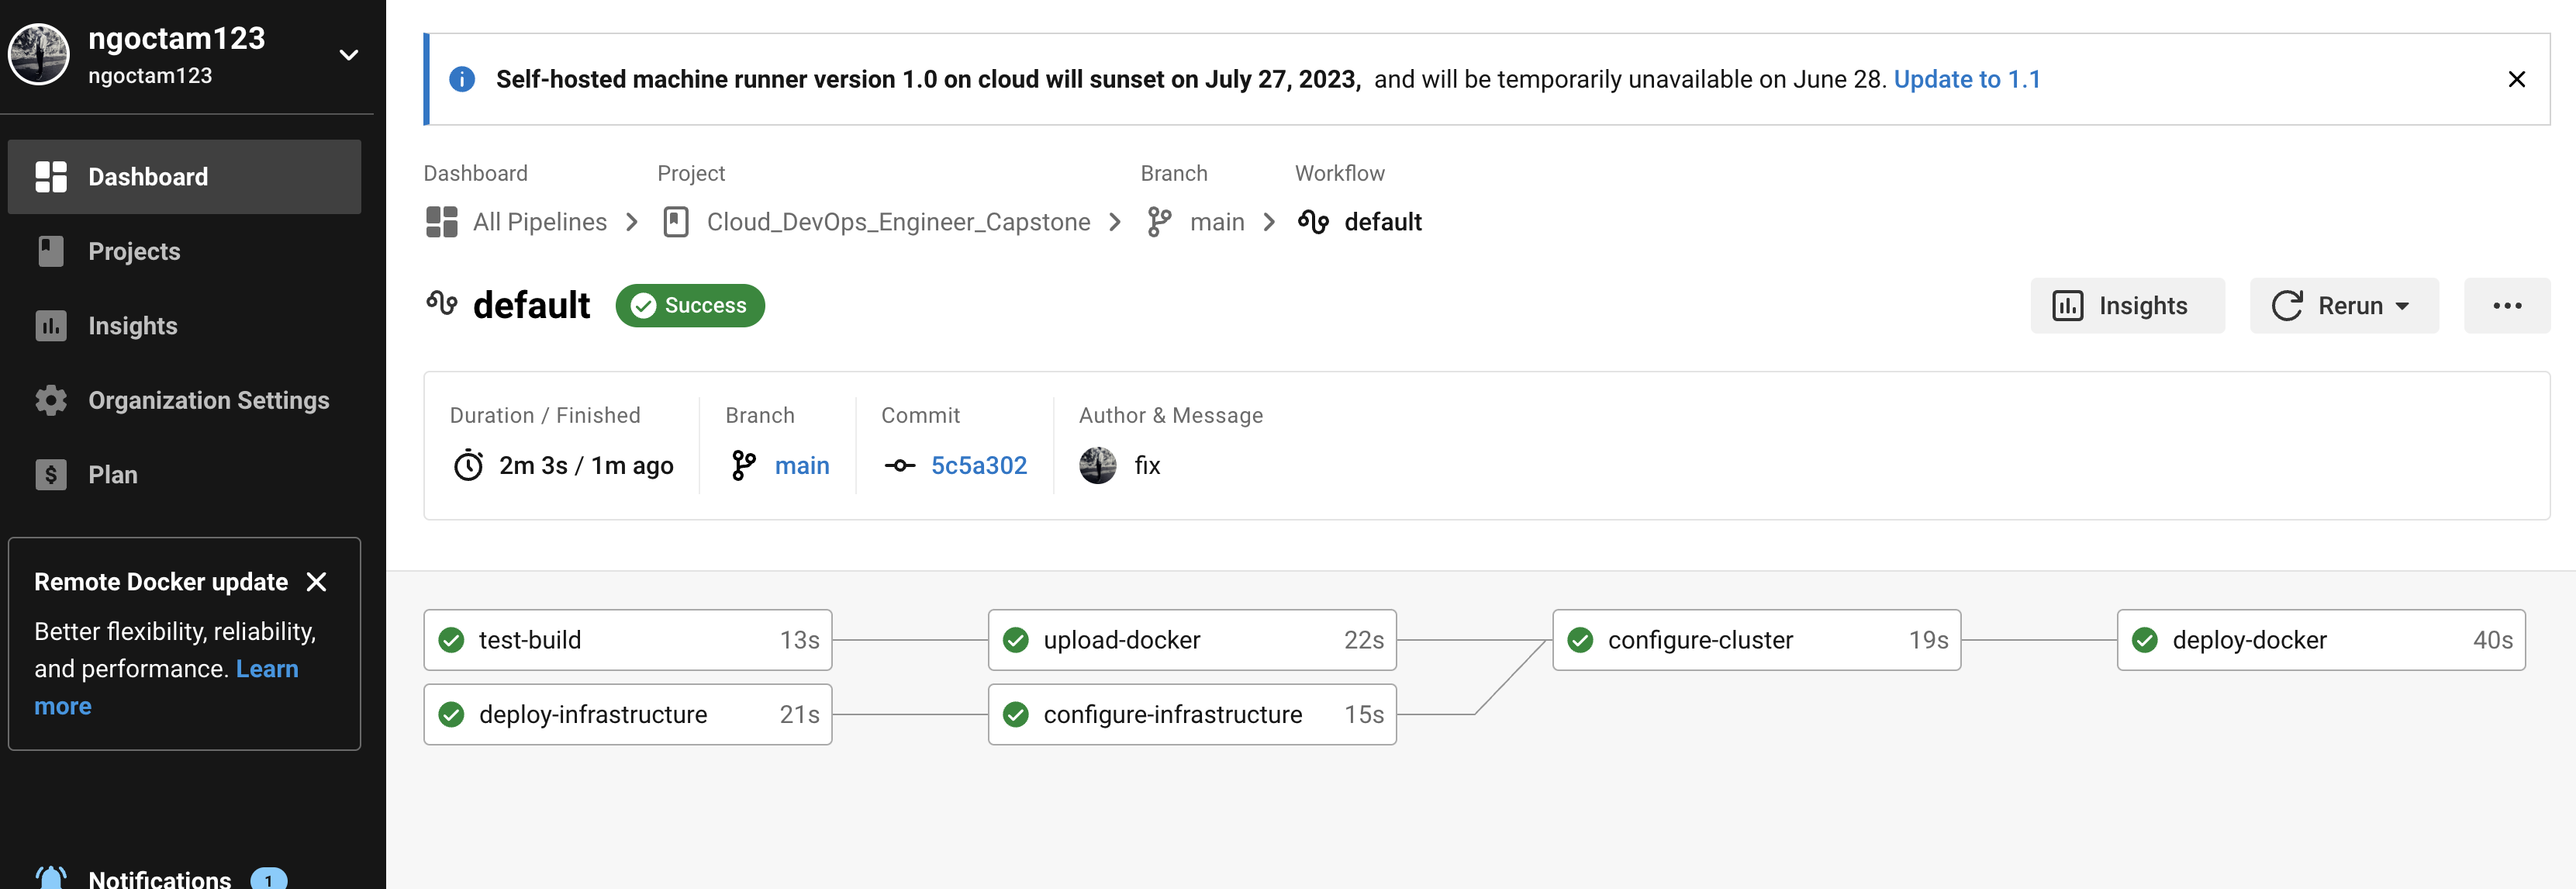 ngoctam123
ngoctam123
Dashboard
Projects
Insights
Organization Settings
$ Plan
Remote Docker update
Better flexibility, reliability,
and performance. Learn
more
Notifications 1
Self-hosted machine runner version 1.0 on cloud will sunset on July 27, 2023, and will be temporarily unavailable on June 28. Update to 1.1
Dashboard Project Branch Workflow
All Pipelines Cloud_DevOps_Engineer_Capstone main default
default Success Insights Rerun
Duration / Finished Branch Commit Author & Message
2m 3s / 1m ago main 5c5a302 fix
test-build 13s upload-docker 22s configure-cluster 19s deploy-docker 40s
deploy-infrastructure 21s configure-infrastructure 15s